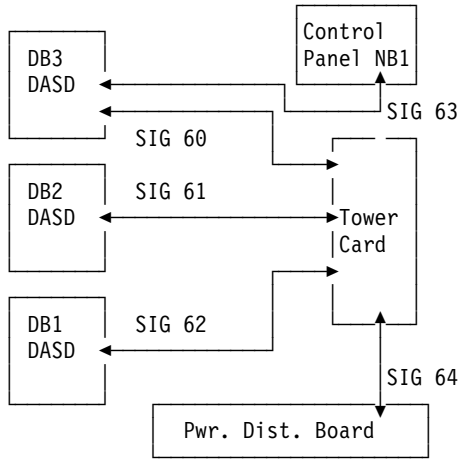 Control
Panel NB1
DB3
DASD
SIG 63
SIG 60
DB2
DASD
SIG 61
Tower
Card
DB1
DASD
SIG 62
SIG 64
Pwr. Dist. Board